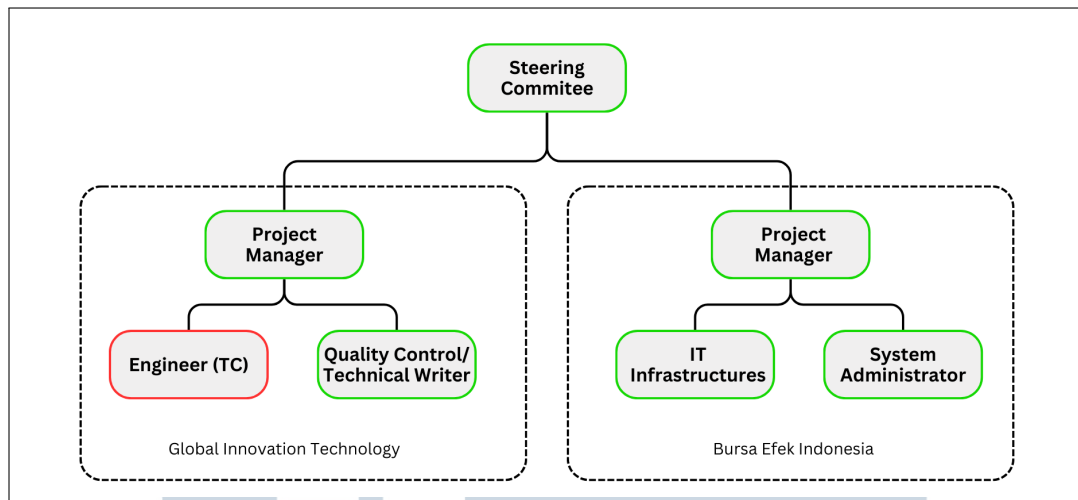 Steering
Commitee
Project
Manager
Project
Manager
Engineer (TC)
Quality Control/
Technical Writer
IT
Infrastructures
System
Administrator
Global Innovation Technology
Bursa Efek Indonesia